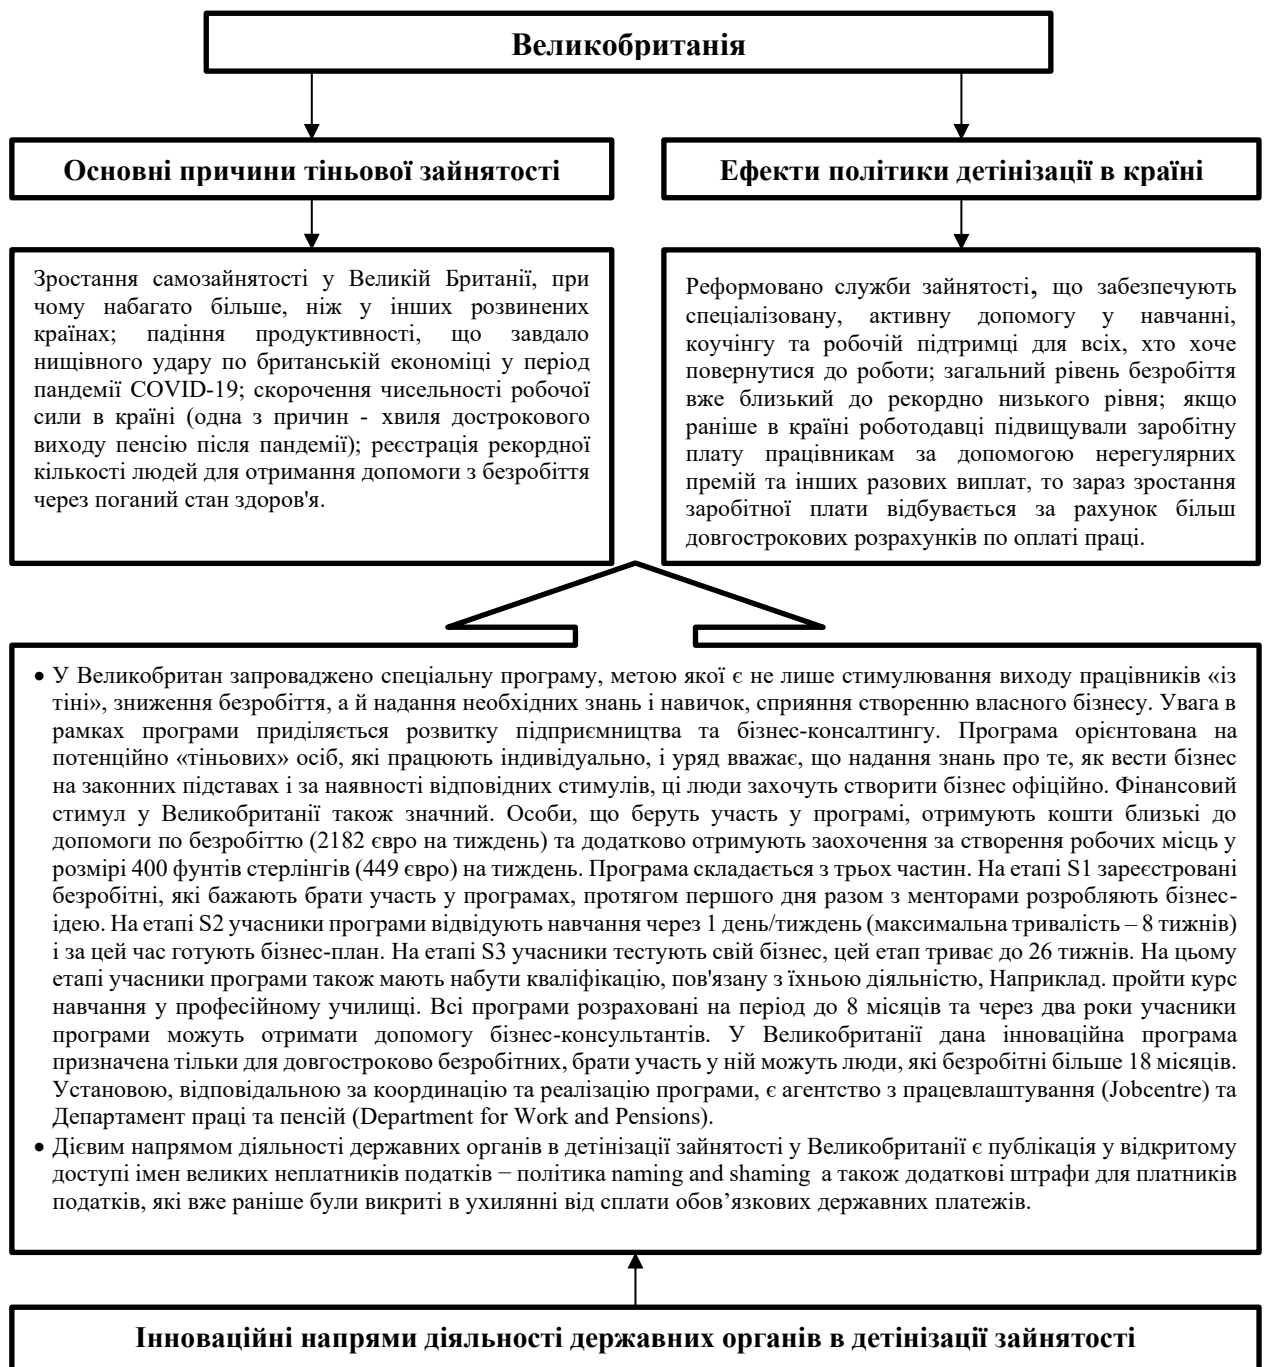 Великобританія
Основні причини тіньової зайнятості
Ефекти політики детінізації в країні
Зростання самозайнятості у Великій Британії, при
чому набагато більше, ніж у інших розвинених
країнах; падіння продуктивності, що завдало
нищівного удару по британській економіці у період
пандемії COVID-19; скорочення чисельності робочої
сили в країні (одна з причин - хвиля дострокового
виходу пенсію після пандемії); реєстрація рекордної
кількості людей для отримання допомоги з безробіття
через поганий стан здоров'я.
Реформовано служби зайнятості, що забезпечують
спеціалізовану, активну допомогу у навчанні,
коучінгу та робочій підтримці для всіх, хто хоче
повернутися до роботи; загальний рівень безробіття
вже близький до рекордно низького рівня; якщо
раніше в країні роботодавці підвищували заробітну
плату працівникам за допомогою нерегулярних
премій та інших разових виплат, то зараз зростання
заробітної плати відбувається за рахунок більш
довгострокових розрахунків по оплаті праці.
• У Великобритан запроваджено спеціальну програму, метою якої є не лише стимулювання виходу працівників «із
тіні», зниження безробіття, а й надання необхідних знань і навичок, сприяння створенню власного бізнесу. Увага в
рамках програми приділяється розвитку підприємництва та бізнес-консалтингу. Програма орієнтована на
потенційно «тіньових» осіб, які працюють індивідуально, і уряд вважає, що надання знань про те, як вести бізнес
на законних підставах і за наявності відповідних стимулів, ці люди захочуть створити бізнес офіційно. Фінансовий
стимул у Великобританії також значний. Особи, що беруть участь у програмі, отримують кошти близькі до
допомоги по безробіттю (2182 євро на тиждень) та додатково отримують заохочення за створення робочих місць у
розмірі 400 фунтів стерлінгів (449 євро) на тиждень. Програма складається з трьох частин. На етапі S1 зареєстровані
безробітні, які бажають брати участь у програмах, протягом першого дня разом з менторами розробляють бізнес-
ідею. На етапі S2 учасники програми відвідують навчання через 1 день/тиждень (максимальна тривалість – 8 тижнів)
і за цей час готують бізнес-план. На етапі S3 учасники тестують свій бізнес, цей етап триває до 26 тижнів. На цьому
етапі учасники програми також мають набути кваліфікацію, пов'язану з їхньою діяльністю, Наприклад. пройти курс
навчання у професійному училищі. Всі програми розраховані на період до 8 місяців та через два роки учасники
програми можуть отримати допомогу бізнес-консультантів. У Великобританії дана інноваційна програма
призначена тільки для довгостроково безробітних, брати участь у ній можуть люди, які безробітні більше 18 місяців.
Установою, відповідальною за координацію та реалізацію програми, є агентство з працевлаштування (Jobcentre) та
Департамент праці та пенсій (Department for Work and Pensions).
• Дієвим напрямом діяльності державних органів в детінізації зайнятості у Великобританії є публікація у відкритому
доступі імен великих неплатників податків − політика naming and shaming а також додаткові штрафи для платників
податків, які вже раніше були викриті в ухилянні від сплати обов’язкових державних платежів.
Інноваційні напрями діяльності державних органів в детінізації зайнятості